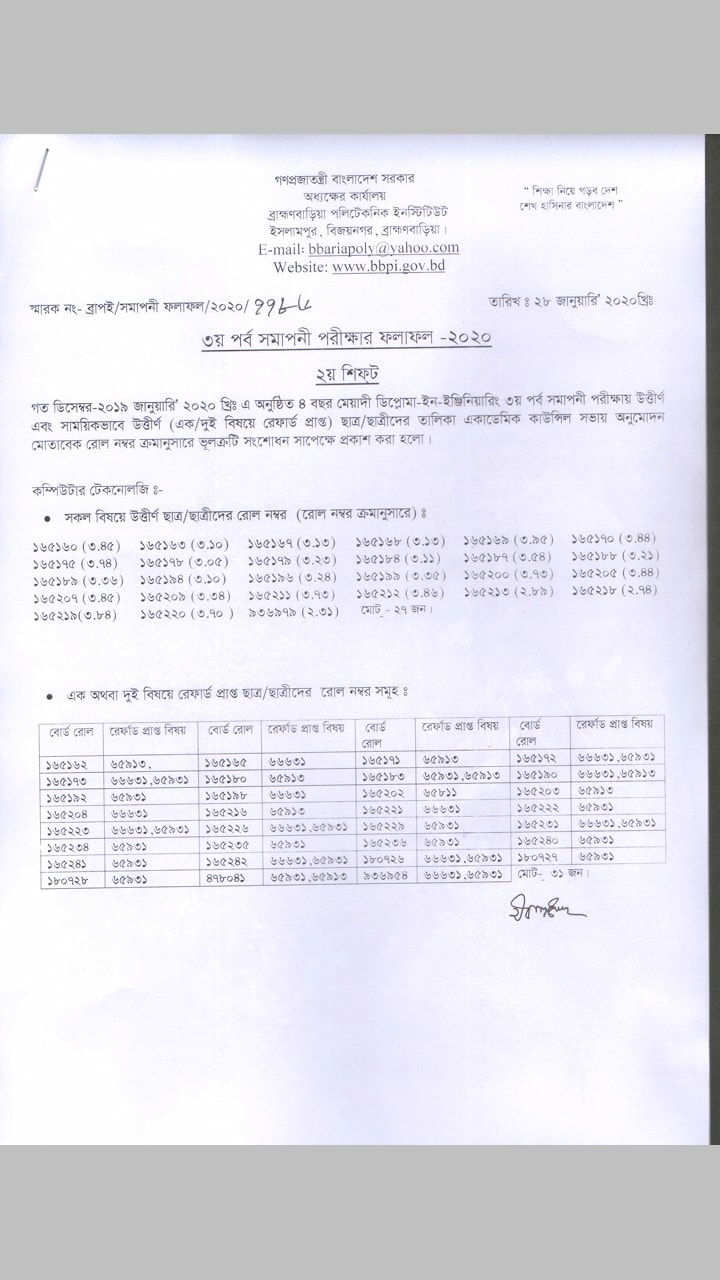 গণপ্রজাতন্ত্রী বাংলাদেশ সরকার
অধ্যক্ষের কার্যালয়
ব্রাহ্মণবাড়িয়া পলিটেকনিক ইনস্টিটিউট
ইসলামপুর, বিজয়নগর, ব্রাহ্মণবাড়িয়া।
E-mail: bbariapoly@yahoo.com
Website: www.bbpi.gov.bd
" শিক্ষা নিয়ে গড়ব দেশ
শেখ হাসিনার বাংলাদেশ "
স্মারক নং- ব্রাপই/সমাপনী ফলাফল/২০২০/
তারিখ ঃ ২৮ জানুয়ারি' ২০২০খ্রিঃ
৩য় পর্ব সমাপনী পরীক্ষার ফলাফল -২০২০
২য় শিফ্ট
গত ডিসেম্বর-২০১৯ জানুয়ারি' ২০২০ খ্রিঃ এ অনুষ্ঠিত ৪ বছর মেয়াদী ডিপ্লোমা-ইন-ইঞ্জিনিয়ারিং ৩য় পর্ব সমাপনী পরীক্ষায় উত্তীর্ণ
এবং সাময়িকভাবে উত্তীর্ণ (এক/দুই বিষয়ে রেফার্ড প্রাপ্ত) ছাত্র/ছাত্রীদের তালিকা একাডেমিক কাউন্সিল সভায় অনুমোদন
মোতাবেক রোল নম্বর ক্রমানুসারে ভূলত্রুটি সংশোধন সাপেক্ষে প্রকাশ করা হলো।
কম্পিউটার টেকনোলজি ঃ-
● সকল বিষয়ে উত্তীর্ণ ছাত্র/ছাত্রীদের রোল নম্বর (রোল নম্বর ক্রমানুসারে) ঃ
১৬৫১৬০ (৩.৪৫) ১৬৫১৬৩ (৩.১০) ১৬৫১৬৭ (৩.১৩) ১৬৫১৬৮ (৩.১৩) ১৬৫১৬৯ (৩.৯৫) ১৬৫১৭০ (৩.৪৪)
১৬৫১৭৫ (৩.৭৪) ১৬৫১৭৮ (৩.০৫) ১৬৫১৭৯ (৩.২৩) ১৬৫১৮৪ (৩.১১) ১৬৫১৮৭ (৩.৫৪) ১৬৫১৮৮ (৩.২১)
১৬৫১৮৯ (৩.৩৬) ১৬৫১৯৪ (৩.১০) ১৬৫১৯৬ (৩.২৪) ১৬৫১৯৯ (৩.৩৫) ১৬৫২০০ (৩.৭৩) ১৬৫২০৫ (৩.৪৪)
১৬৫২০৭ (৩.৪৫) ১৬৫২০৯ (৩.৩৪) ১৬৫২১১ (৩.৭৩) ১৬৫২১২ (৩.৪৬) ১৬৫২১৩ (২.৮৯) ১৬৫২১৮ (২.৭৪)
১৬৫২১৯(৩.৮৪) ১৬৫২২০ (৩.৭০ ) ৯৩৬৯৭৯ (২.৩১) মোট - ২৭ জন।
● এক অথবা দুই বিষয়ে রেফার্ড প্রাপ্ত ছাত্র/ছাত্রীদের রোল নম্বর সমূহ ঃ
বোর্ড রোল রেফার্ড প্রাপ্ত বিষয় বোর্ড রোল রেফার্ড প্রাপ্ত বিষয় বোর্ড রোল রেফার্ড প্রাপ্ত বিষয় বোর্ড রোল রেফার্ড প্রাপ্ত বিষয়
১৬৫১৬২ ৬৫৯১৩, ১৬৫১৬৫ ৬৬৬৩১ ১৬৫১৭১ ৬৫৯১৩ ১৬৫১৭২ ৬৬৬৩১,৬৫৯৩১
১৬৫১৭৩ ৬৬৬৩১,৬৫৯৩১ ১৬৫১৮০ ৬৫৯১৩ ১৬৫১৮৩ ৬৫৯৩১,৬৫৯১৩ ১৬৫১৯০ ৬৬৬৩১,৬৫৯১৩
১৬৫১৯২ ৬৫৯৩১ ১৬৫১৯৮ ৬৬৬৩১ ১৬৫২০২ ৬৫৮১১ ১৬৫২০৩ ৬৫৯১৩
১৬৫২০৪ ৬৬৬৩১ ১৬৫২১৬ ৬৫৯১৩ ১৬৫২২১ ৬৬৬৩১ ১৬৫২২২ ৬৫৯৩১
১৬৫২২৩ ৬৬৬৩১,৬৫৯৩১ ১৬৫২২৬ ৬৬৬৩১,৬৫৯৩১ ১৬৫২২৯ ৬৫৯৩১ ১৬৫২৩১ ৬৬৬৩১,৬৫৯৩১
১৬৫২৩৪ ৬৫৯৩১ ১৬৫২৩৫ ৬৫৯৩১ ১৬৫২৩৬ ৬৫৯৩১ ১৬৫২৪০ ৬৫৯৩১
১৬৫২৪১ ৬৫৯৩১ ১৬৫২৪২ ৬৬৬৩১,৬৫৯৩১ ১৮০৭২৬ ৬৬৬৩১,৬৫৯৩১ ১৮০৭২৭ ৬৫৯৩১
১৮০৭২৮ ৬৫৯৩১ ৪৭৮০৪১ ৬৫৯৩১,৬৫৯১৩ ৯৩৬৯৫৪ ৬৬৬৩১,৬৫৯৩১ মোট- ৩১ জন।